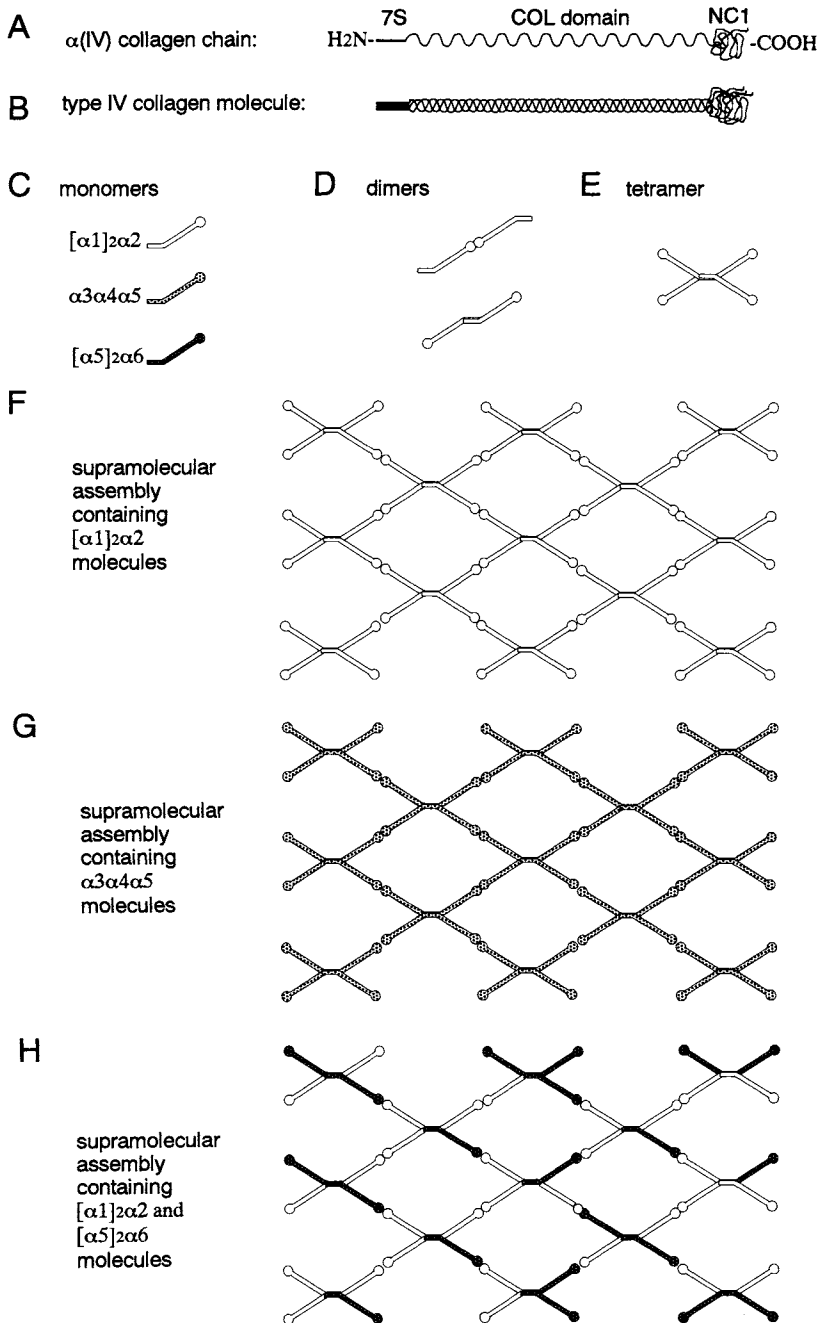 A
α(IV) collagen chain:
7S COL domain NC1
H2N- -COOH
B
type IV collagen molecule:
C monomers
[α1]2α2
α3α4α5
[α5]2α6
D dimers
E tetramer
F
supramolecular
assembly
containing
[α1]2α2
molecules
G
supramolecular
assembly
containing
α3α4α5
molecules
H
supramolecular
assembly
containing
[α1]2α2 and
[α5]2α6
molecules